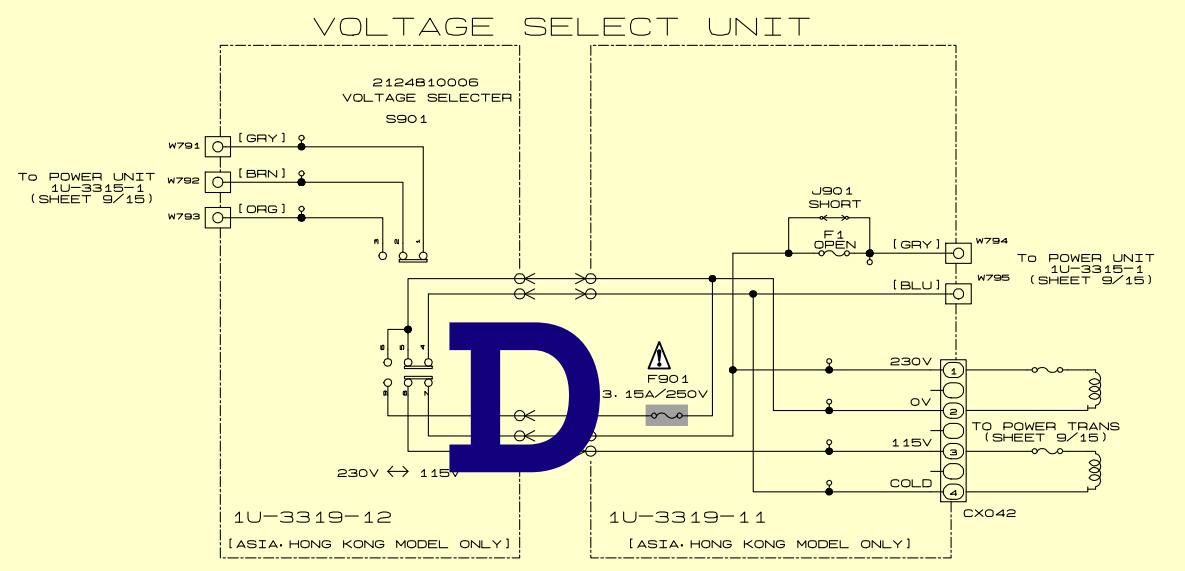 VOLTAGE SELECT UNIT
2124810006
VOLTAGE SELECTER
S901
W791
[GRY]
W792
[BRN]
W793
[ORG]
To POWER UNIT
1U-3315-1
(SHEET 9/15)
3
2
1
J901
SHORT
F1
OPEN
[GRY]
W794
[BLU]
W795
To POWER UNIT
1U-3315-1
(SHEET 9/15)
6
5
4
9
8
7
D
F901
3.15A/250V
230V
1
0V
2
115V
3
COLD
4
TO POWER TRANS
(SHEET 9/15)
CX042
230V ↔ 115V
1U-3319-12
[ASIA.HONG KONG MODEL ONLY]
1U-3319-11
[ASIA.HONG KONG MODEL ONLY]